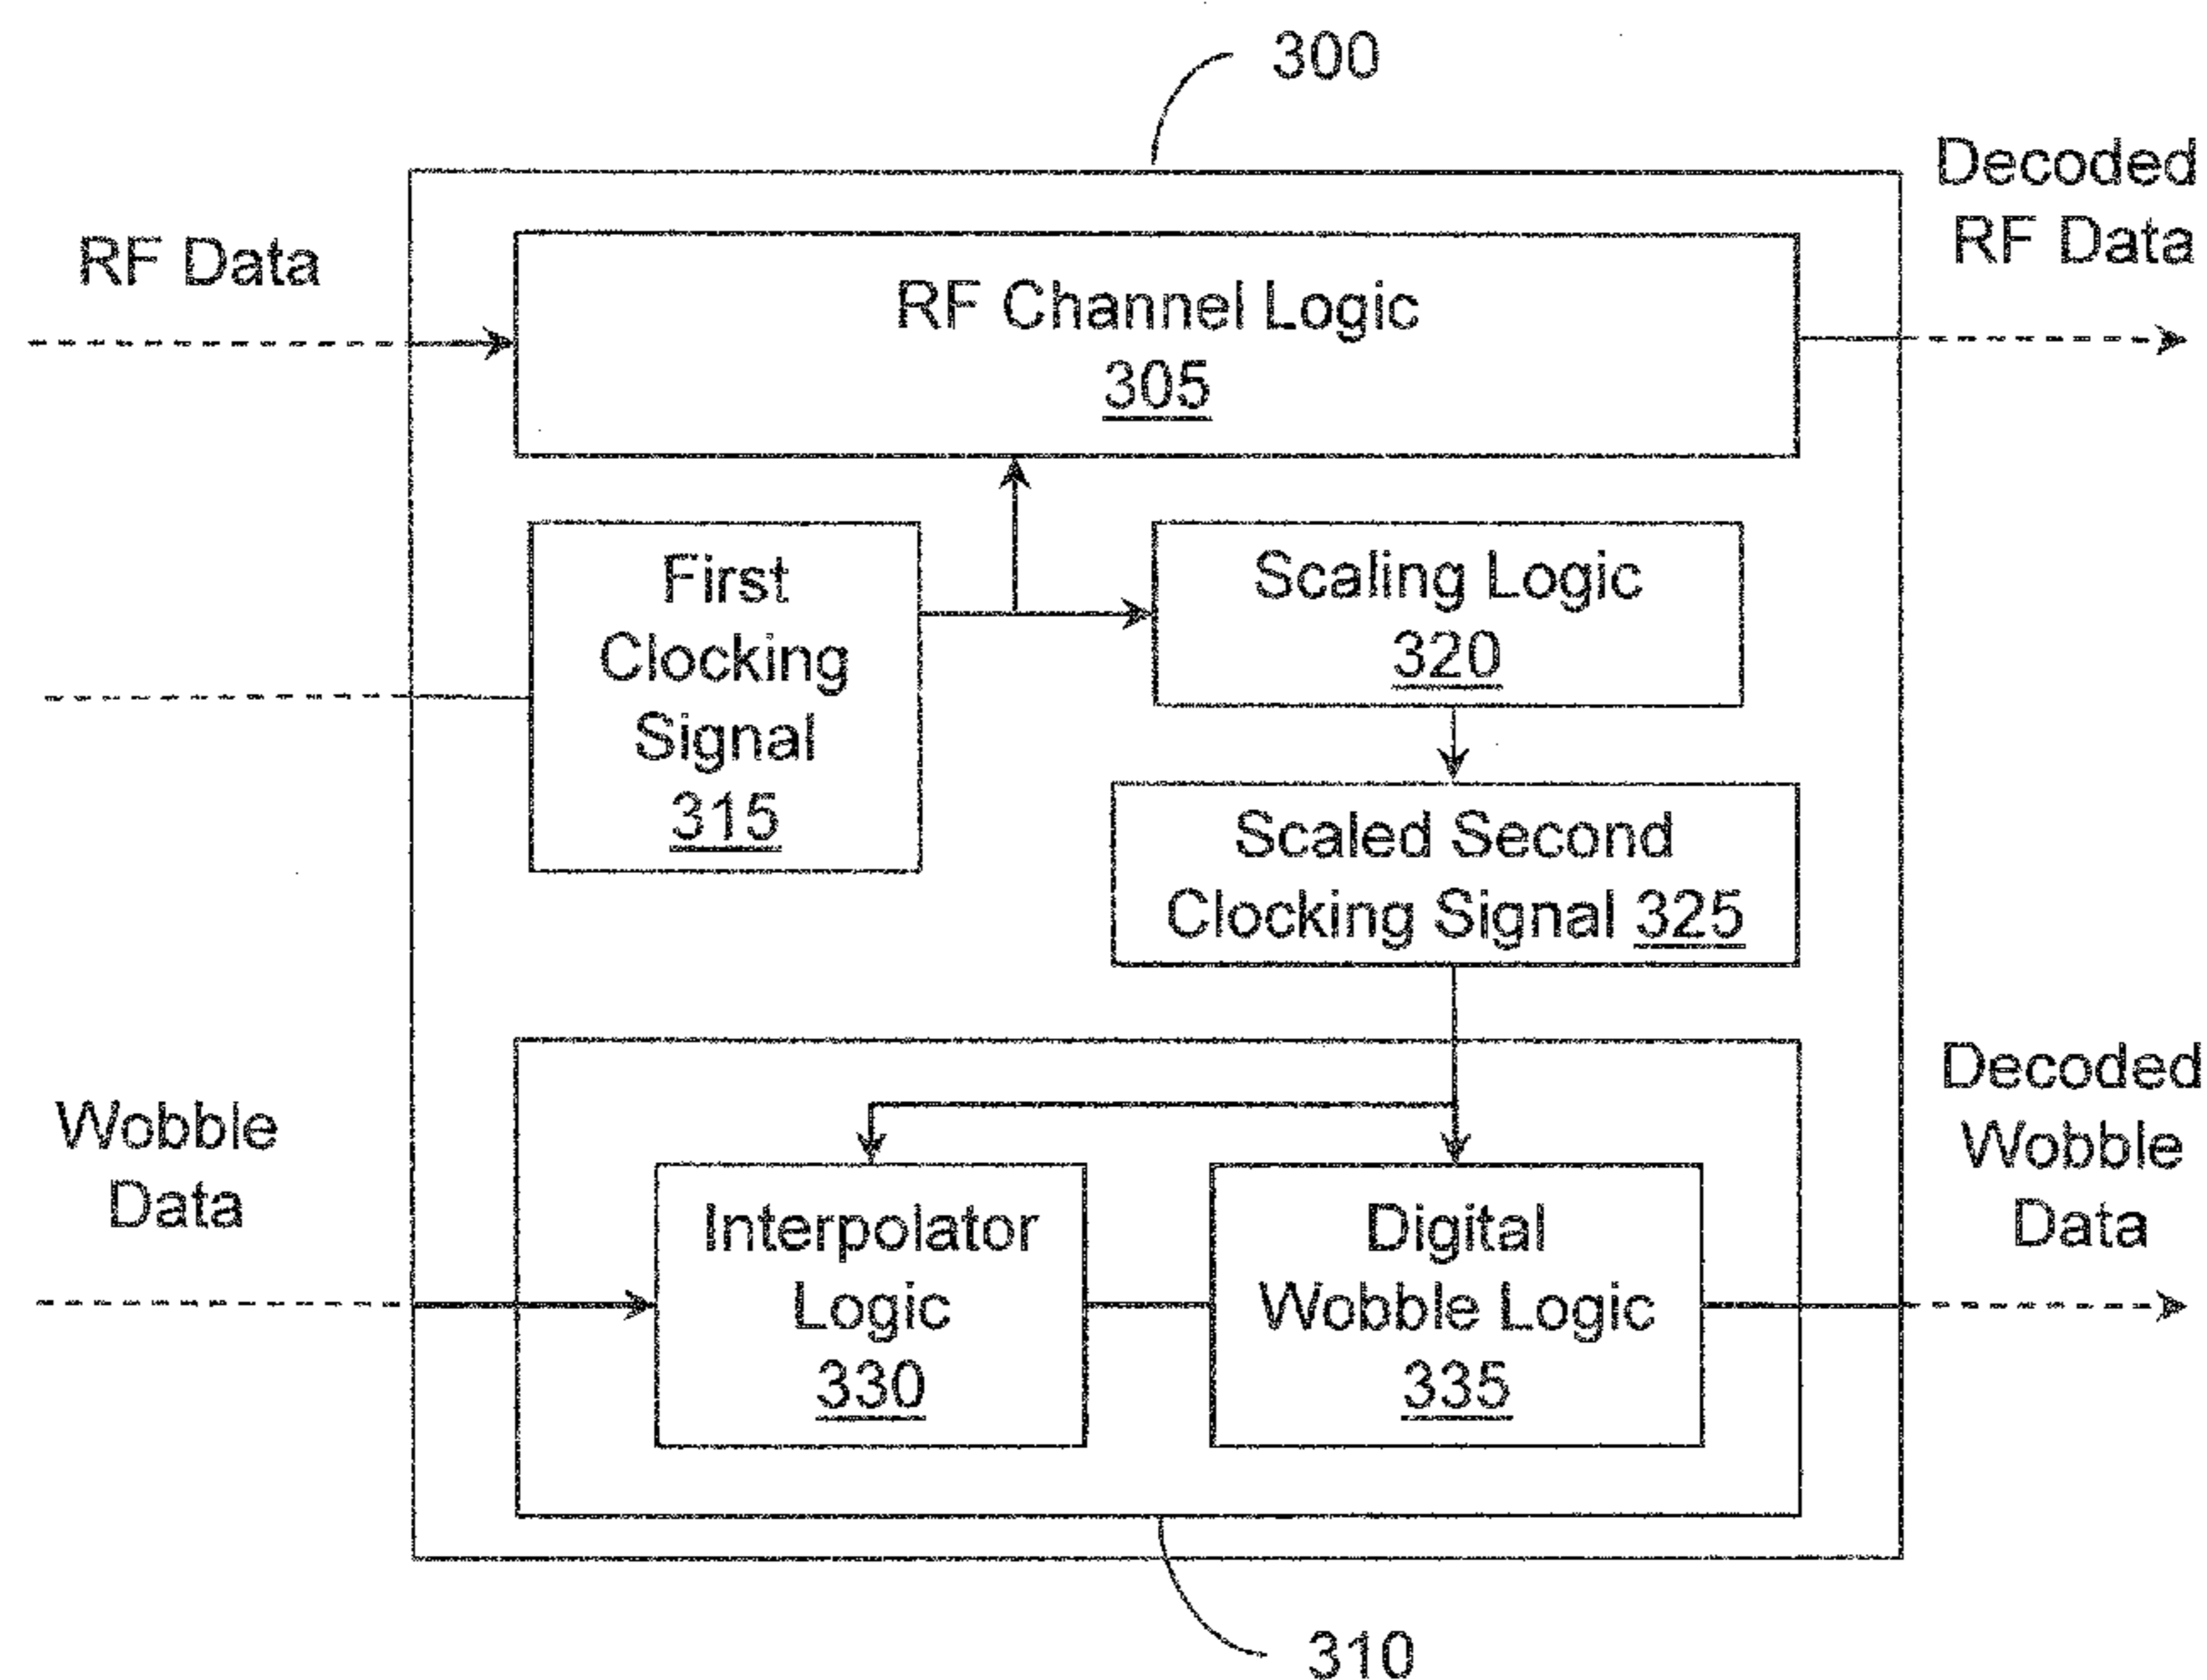 300
Decoded
RF Data
RF Data
RF Channel Logic
305
First
Clocking
Signal
315
Scaling Logic
320
Scaled Second
Clocking Signal 325
Wobble
Data
Interpolator
Logic
330
Digital
Wobble Logic
335
Decoded
Wobble
Data
310